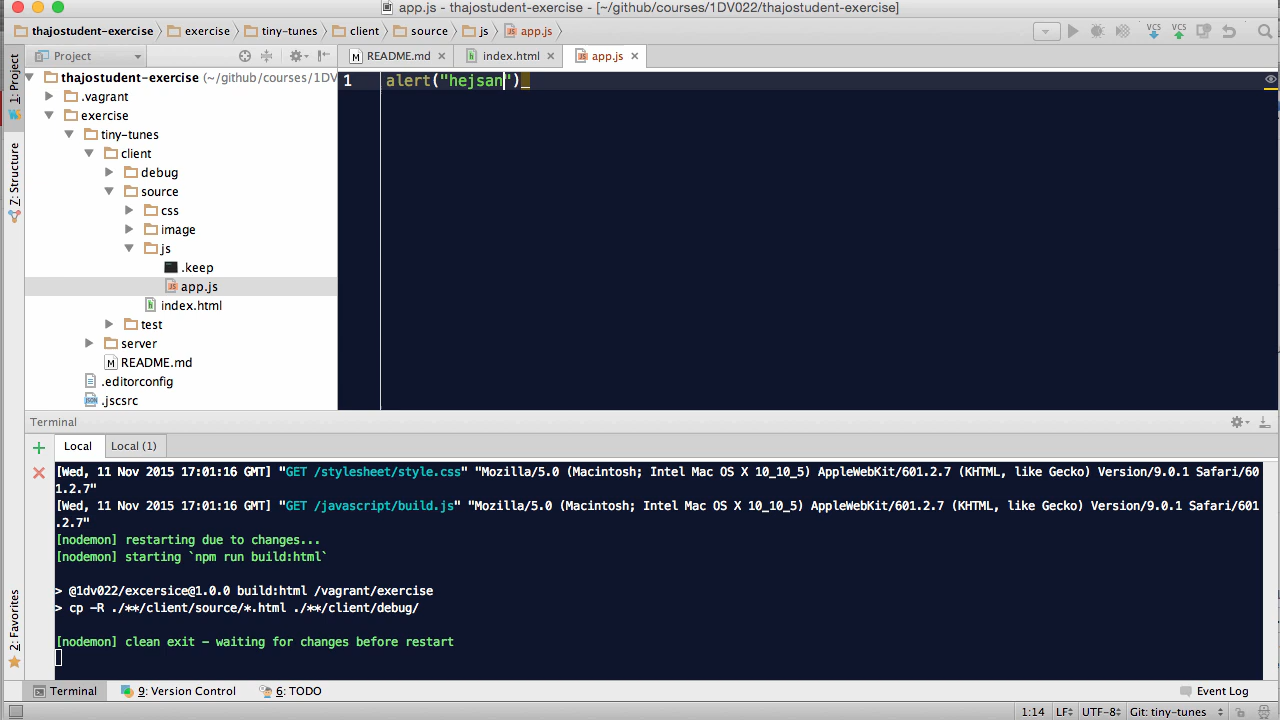 app.js - thajostudent-exercise - [~/github/courses/1DV022/thajostudent-exercise]
thajostudent-exercise exercise tiny-tunes client source js app.js
VCS VCS
1: Project
Z: Structure
2: Favorites
Project
README.md index.html app.js
thajostudent-exercise (~/github/courses/1DV
.vagrant
exercise
tiny-tunes
client
debug
source
css
image
js
.keep
app.js
index.html
test
server
README.md
.editorconfig
.jscsrc
1 alert("hejsan")
Terminal
Local Local (1)
[Wed, 11 Nov 2015 17:01:16 GMT] "GET /stylesheet/style.css" "Mozilla/5.0 (Macintosh; Intel Mac OS X 10_10_5) AppleWebKit/601.2.7 (KHTML, like Gecko) Version/9.0.1 Safari/60
1.2.7"
[Wed, 11 Nov 2015 17:01:16 GMT] "GET /javascript/build.js" "Mozilla/5.0 (Macintosh; Intel Mac OS X 10_10_5) AppleWebKit/601.2.7 (KHTML, like Gecko) Version/9.0.1 Safari/601
.2.7"
[nodemon] restarting due to changes...
[nodemon] starting `npm run build:html`
> @1dv022/excersice@1.0.0 build:html /vagrant/exercise
> cp -R ./**/client/source/*.html ./**/client/debug/
[nodemon] clean exit - waiting for changes before restart
Terminal 9: Version Control 6: TODO Event Log
1:14 LF UTF-8 Git: tiny-tunes